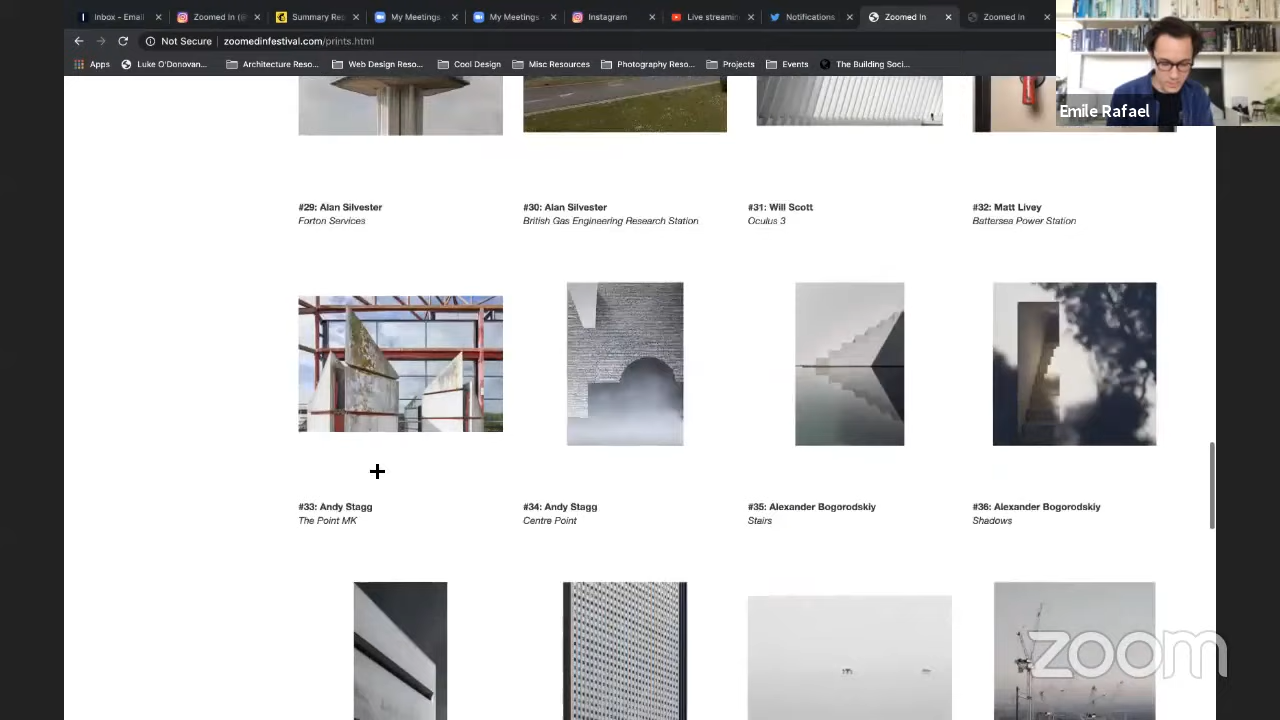 Inbox - Email
Zoomed In (@
Summary Re
My Meetings
My Meetings
Instagram
Live streamin
Notifications
Zoomed In
Zoomed In
Not Secure
zoomedinfestival.com/prints.html
Apps
Luke O'Donovan...
Architecture Reso...
Web Design Reso...
Cool Design
Misc Resources
Photography Reso...
Projects
Events
The Building Soci...
Emile Rafael
#29: Alan Silvester
Forton Services
#30: Alan Silvester
British Gas Engineering Research Station
#31: Will Scott
Oculus 3
#32: Matt Livey
Battersea Power Station
#33: Andy Stagg
The Point MK
#34: Andy Stagg
Centre Point
#35: Alexander Bogorodskiy
Stairs
#36: Alexander Bogorodskiy
Shadows
zoom